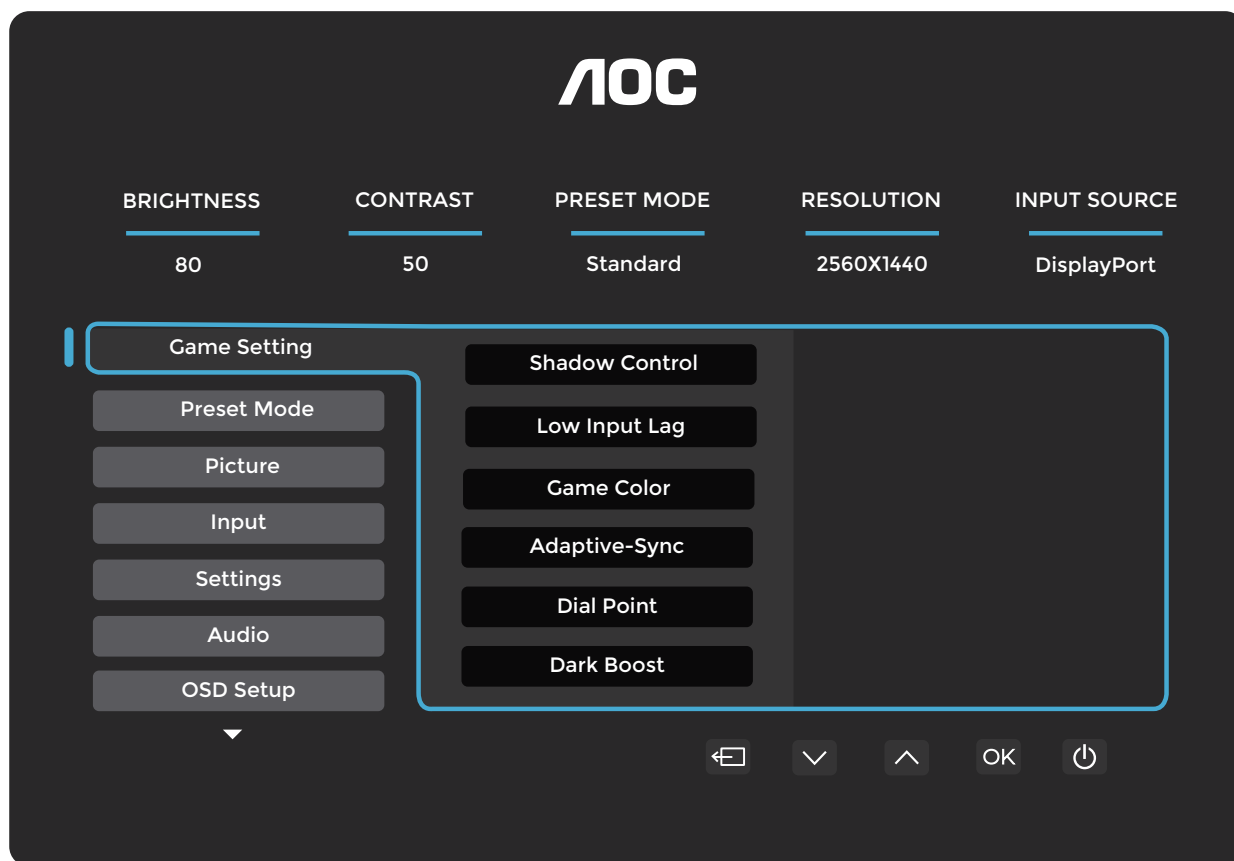 AOC
BRIGHTNESS CONTRAST PRESET MODE RESOLUTION INPUT SOURCE
80 50 Standard 2560X1440 DisplayPort
Game Setting
Preset Mode
Picture
Input
Settings
Audio
OSD Setup
Shadow Control
Low Input Lag
Game Color
Adaptive-Sync
Dial Point
Dark Boost
OK